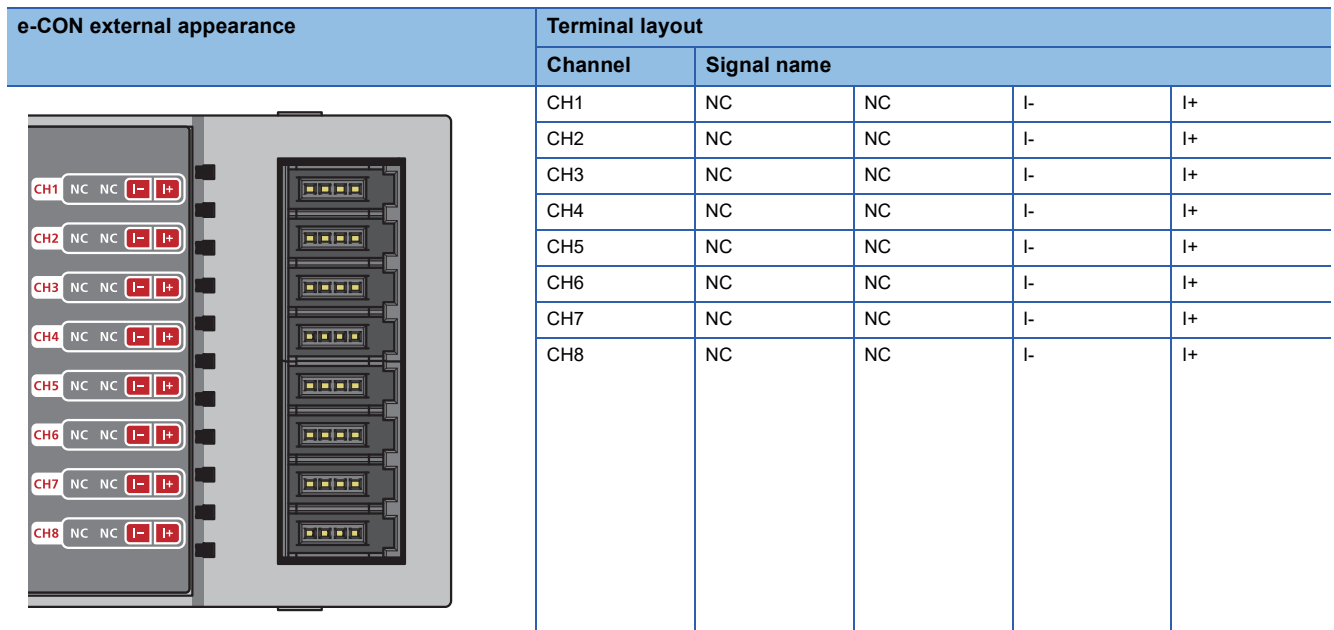 e-CON external appearance
Terminal layout
Channel Signal name
CH1 NC NC I- I+
CH2 NC NC I- I+
CH3 NC NC I- I+
CH4 NC NC I- I+
CH5 NC NC I- I+
CH6 NC NC I- I+
CH7 NC NC I- I+
CH8 NC NC I- I+
CH1 NC NC I- I+
CH2 NC NC I- I+
CH3 NC NC I- I+
CH4 NC NC I- I+
CH5 NC NC I- I+
CH6 NC NC I- I+
CH7 NC NC I- I+
CH8 NC NC I- I+